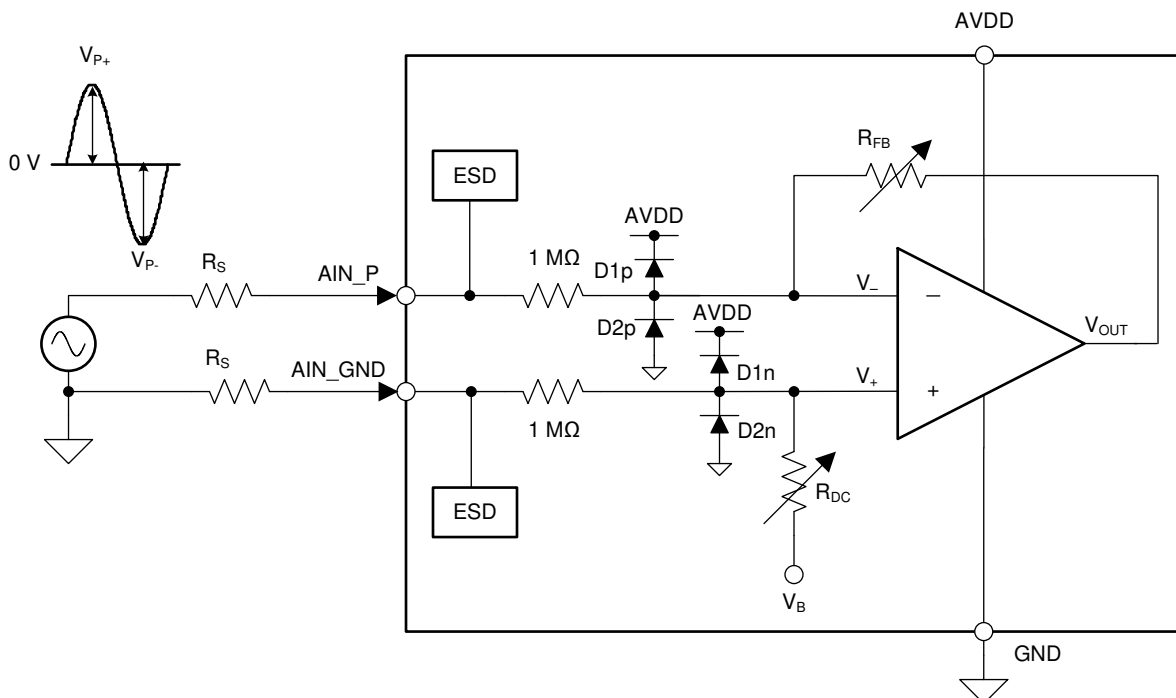 AVDD
V_P+
0 V
V_P-
ESD
R_FB
AVDD
1 MΩ
D1p
R_S
AIN_P
V_–
–
D2p
AVDD
V_OUT
R_S
AIN_GND
D1n
V_+
+
1 MΩ
D2n
ESD
R_DC
V_B
GND